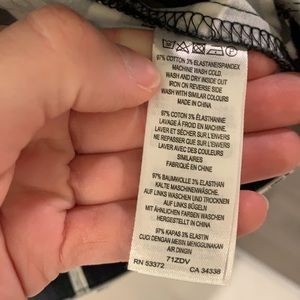 97% COTTON 3% ELASTANE/SPANDEX
MACHINE WASH COLD.
WASH AND DRY INSIDE OUT
IRON ON REVERSE SIDE
WASH WITH SIMILAR COLOURS
MADE IN CHINA
97% COTON 3% ÉLASTHANNE
LAVAGE À FROID EN MACHINE
LAVER ET SÉCHER SUR L'ENVERS
NE REPASSER QUE SUR L'ENVERS
LAVER AVEC DES COULEURS
SIMILAIRES
FABRIQUÉ EN CHINE
97% BAUMWOLLE 3% ELASTHAN
KALTE MASCHINENWÄSCHE.
AUF LINKS WASCHEN UND TROCKNEN
AUF LINKS BÜGELN
MIT ÄHNLICHEN FARBEN WASCHEN
HERGESTELLT IN CHINA
97% KAPAS 3% ELASTIN
CUCI DENGAN MESIN MENGGUNAKAN
AIR DINGIN
71ZDV
RN 53372 CA 34338